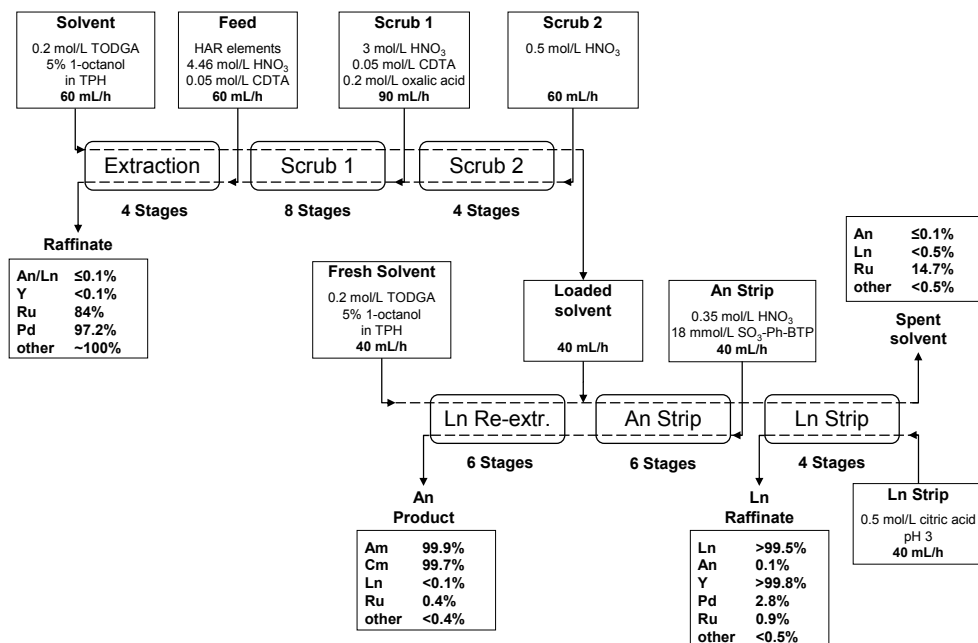 Solvent
0.2 mol/L TODGA
5% 1-octanol
in TPH
60 mL/h
Feed
HAR elements
4.46 mol/L HNO₃
0.05 mol/L CDTA
60 mL/h
Scrub 1
3 mol/L HNO₃
0.05 mol/L CDTA
0.2 mol/L oxalic acid
90 mL/h
Scrub 2
0.5 mol/L HNO₃
60 mL/h
Extraction
Scrub 1
Scrub 2
4 Stages
8 Stages
4 Stages
Raffinate
An/Ln ≤0.1%
Y <0.1%
Ru 84%
Pd 97.2%
other ~100%
Fresh Solvent
0.2 mol/L TODGA
5% 1-octanol
in TPH
40 mL/h
Loaded
solvent
40 mL/h
An Strip
0.35 mol/L HNO₃
18 mmol/L SO₃-Ph-BTP
40 mL/h
An ≤0.1%
Ln <0.5%
Ru 14.7%
other <0.5%
Spent
solvent
Ln Re-extr.
An Strip
Ln Strip
6 Stages
6 Stages
4 Stages
An
Product
Am 99.9%
Cm 99.7%
Ln <0.1%
Ru 0.4%
other <0.4%
Ln
Raffinate
Ln >99.5%
An 0.1%
Y >99.8%
Pd 2.8%
Ru 0.9%
other <0.5%
Ln Strip
0.5 mol/L citric acid
pH 3
40 mL/h